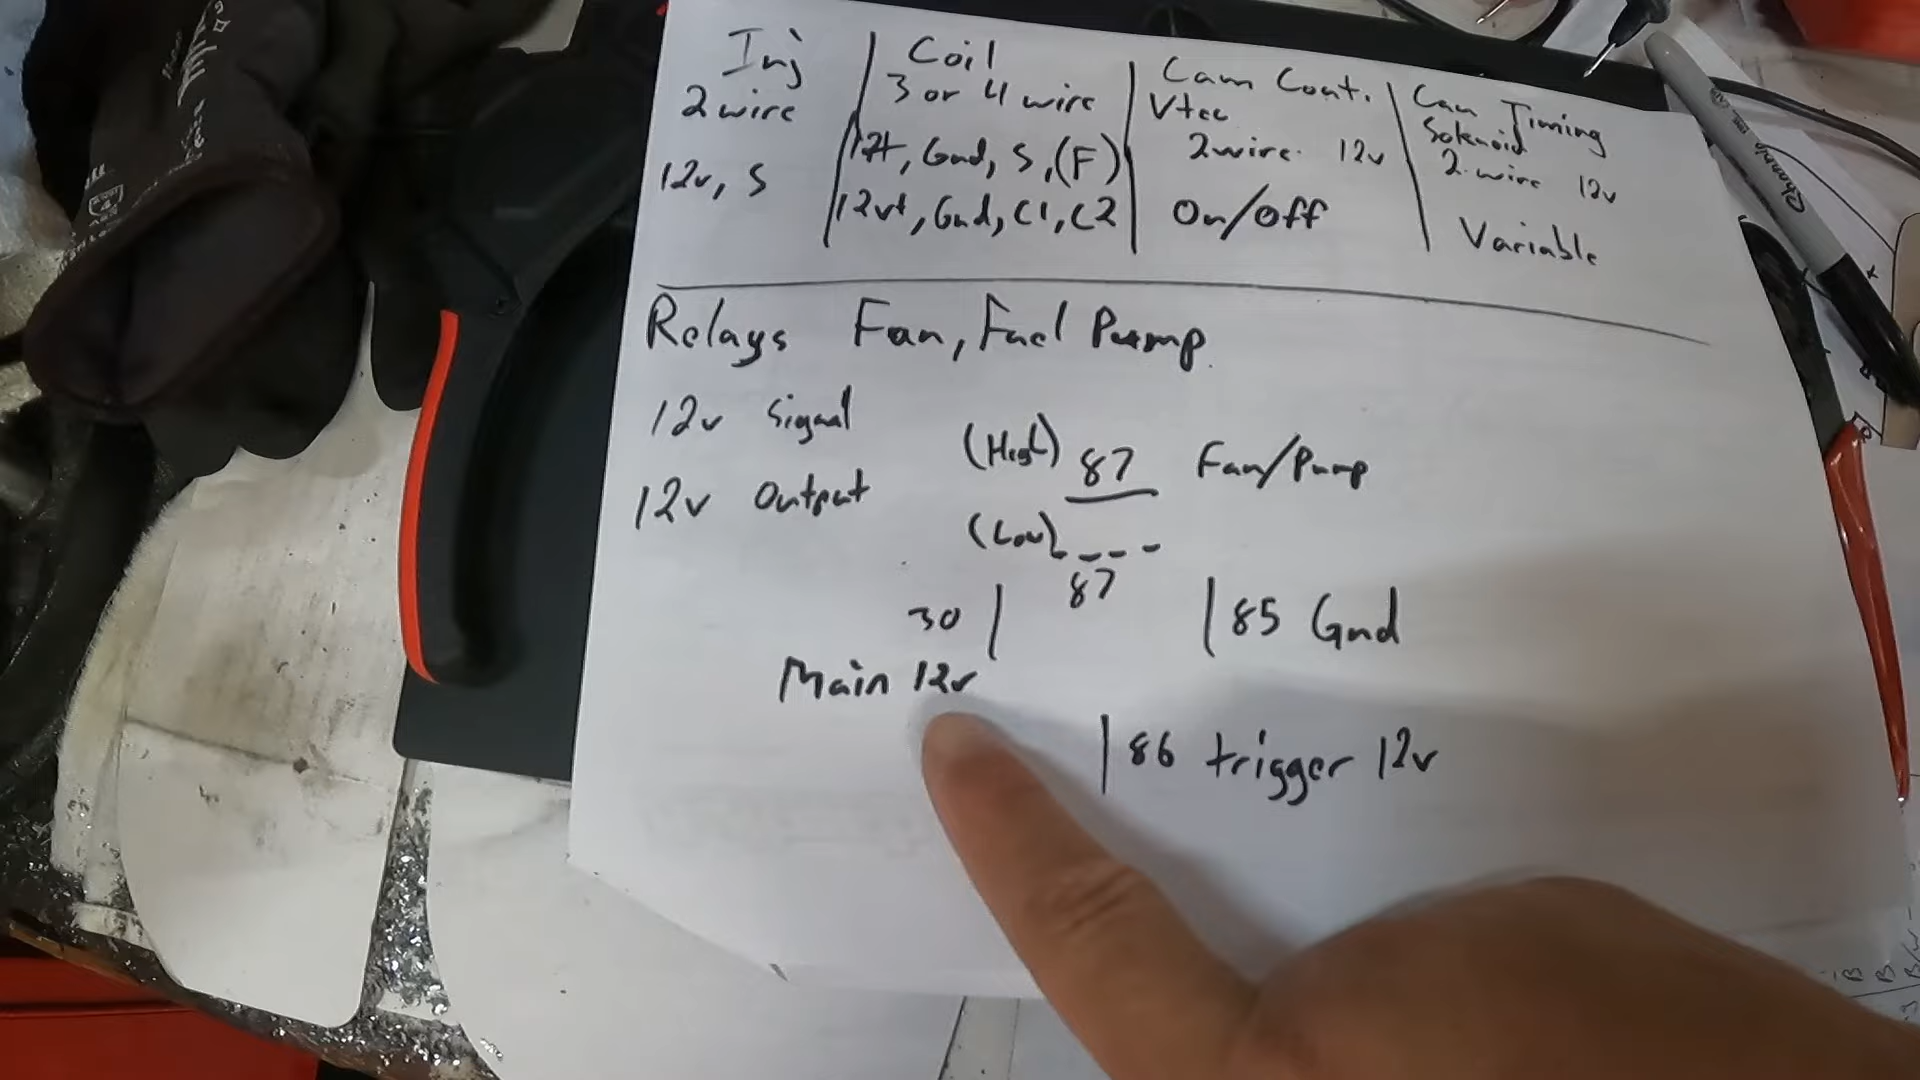 Inj
2 wire
12v, S
Coil
3 or 4 wire
12+, Gnd, S, (F)
12v+, Gnd, C1, C2
Cam Cont.
Vtec
2 wire. 12v
On/Off
Cam Timing
Solenoid
2 wire 12v
Variable
Relays Fan, Fuel Pump.
12v Signal
12v Output
(High) 87 Fan/Pump
(Low)
87
30
85 Gnd
Main 12v
86 trigger 12v
Sharpie